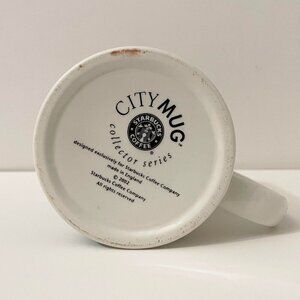 CITY MUG®
STARBUCKS
COFFEE
®
collector series
designed exclusively for Starbucks Coffee Company
made in England
© 2002
Starbucks Coffee Company
All rights reserved